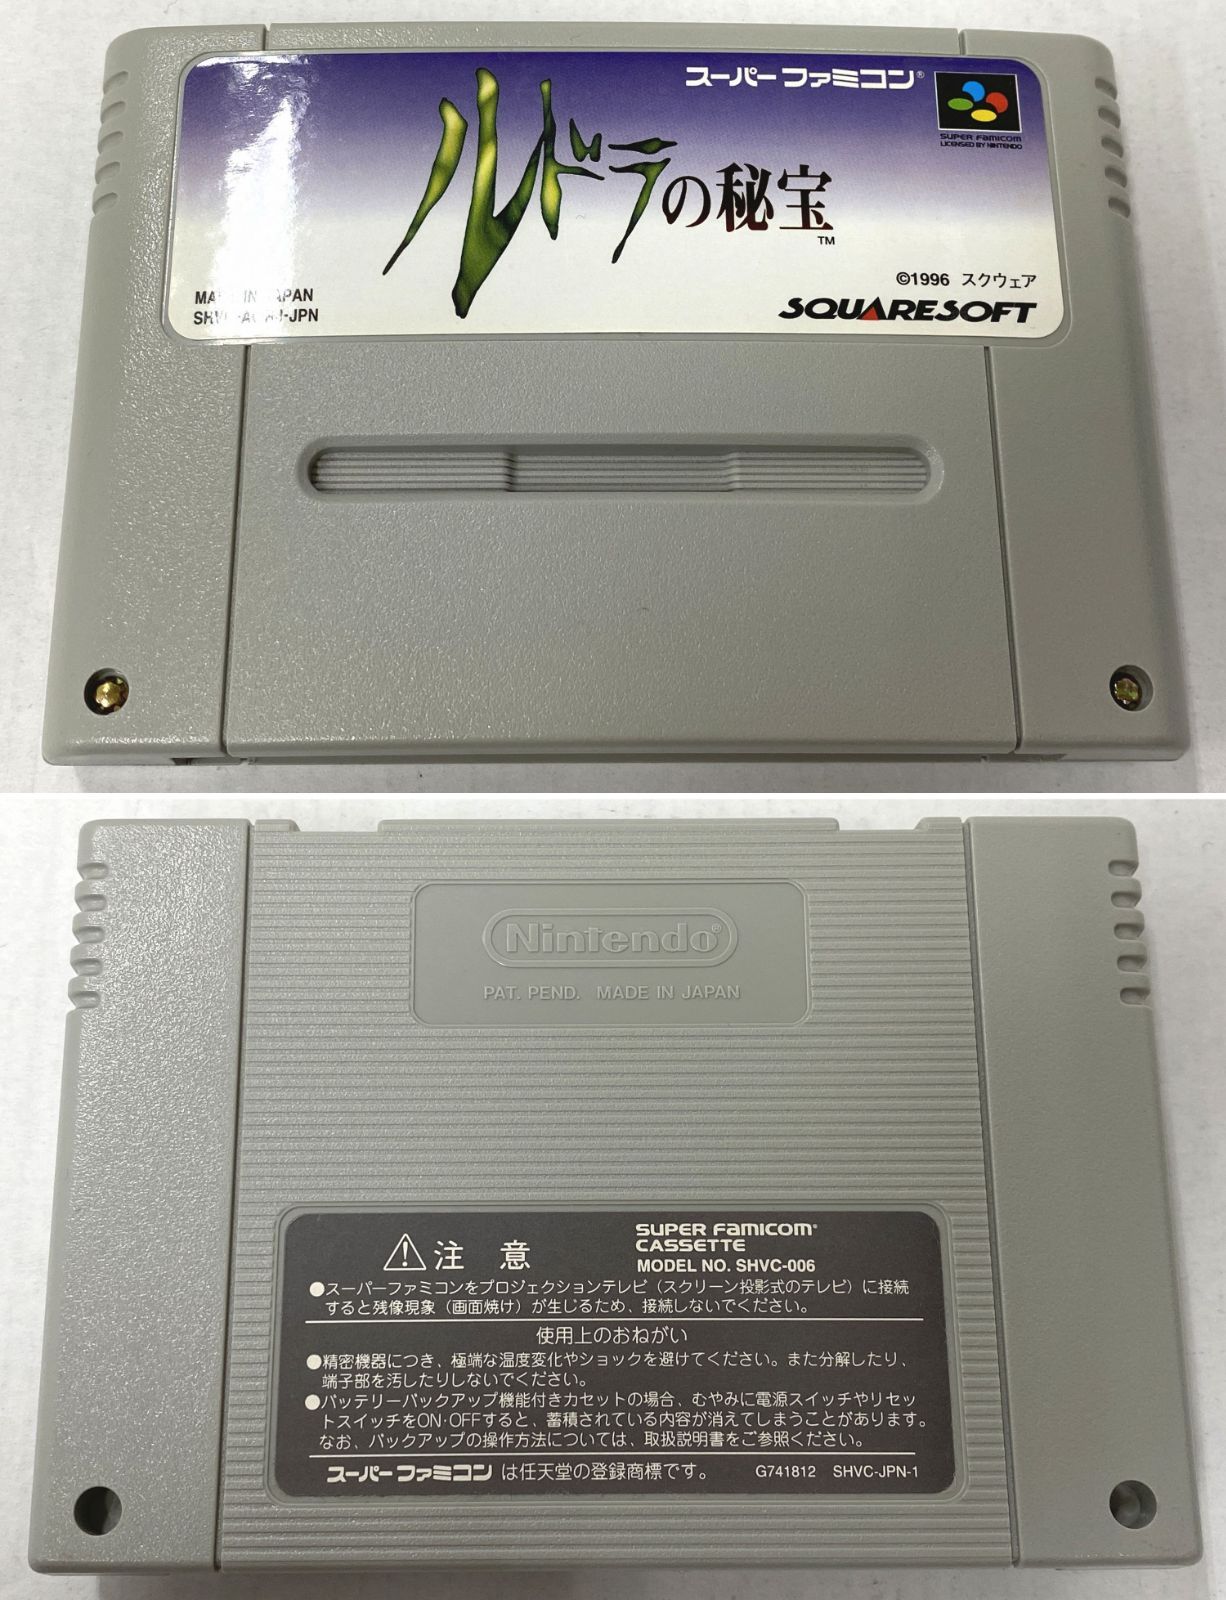 スーパーファミコン®
SUPER FAMICOM
LICENSED BY NINTENDO
ルドラの秘宝
TM
©1996 スクウェア
SQUARESOFT
JPN
Nintendo®
PAT. PEND. MADE IN JAPAN
⚠注意
SUPER FAMICOM®
CASSETTE
MODEL NO. SHVC-006
●スーパーファミコンをプロジェクションテレビ（スクリーン投影式のテレビ）に接続
すると残像現象（画面焼け）が生じるため、接続しないでください。
使用上のおねがい
●精密機器につき、極端な温度変化やショックを避けてください。また分解したり、
端子部を汚したりしないでください。
●バッテリーバックアップ機能付きカセットの場合、むやみに電源スイッチやリセッ
トスイッチをON·OFFすると、蓄積されている内容が消えてしまうことがあります。
なお、バックアップの操作方法については、取扱説明書をご参照ください。
スーパーファミコン は任天堂の登録商標です。 G741812 SHVC-JPN-1